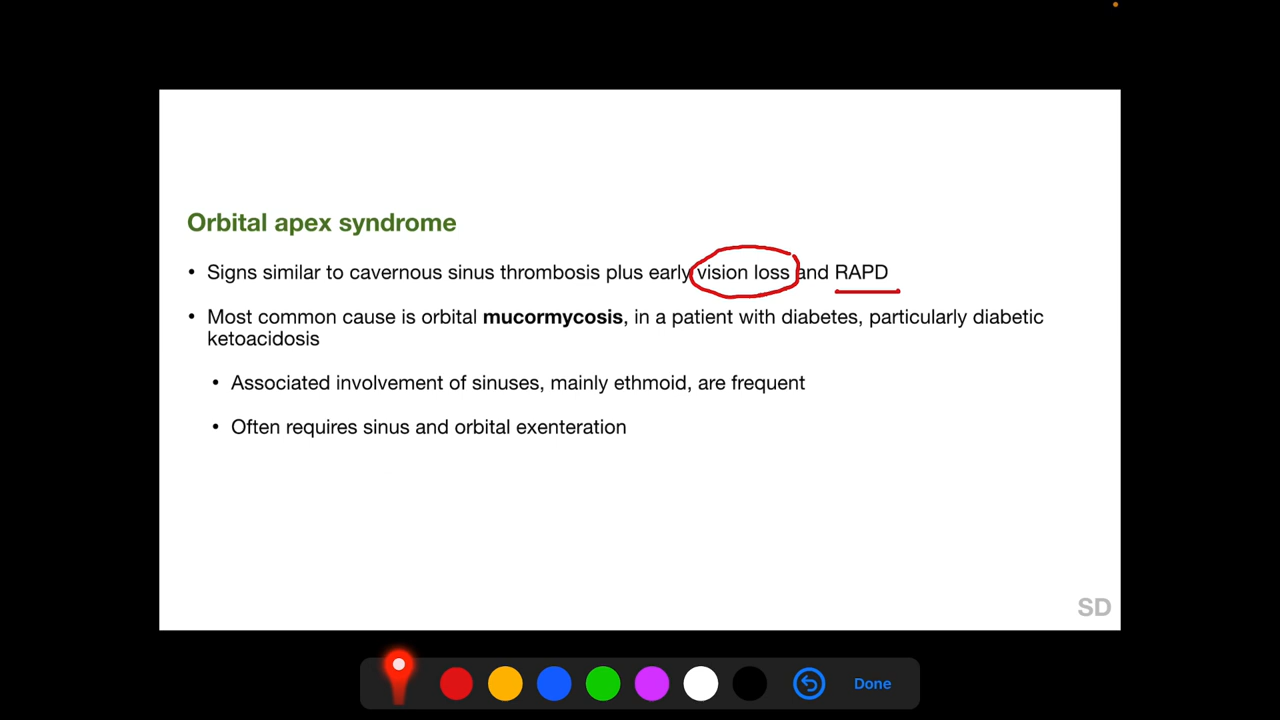 Orbital apex syndrome
• Signs similar to cavernous sinus thrombosis plus early vision loss and RAPD
• Most common cause is orbital mucormycosis, in a patient with diabetes, particularly diabetic
ketoacidosis
• Associated involvement of sinuses, mainly ethmoid, are frequent
• Often requires sinus and orbital exenteration
SD
Done